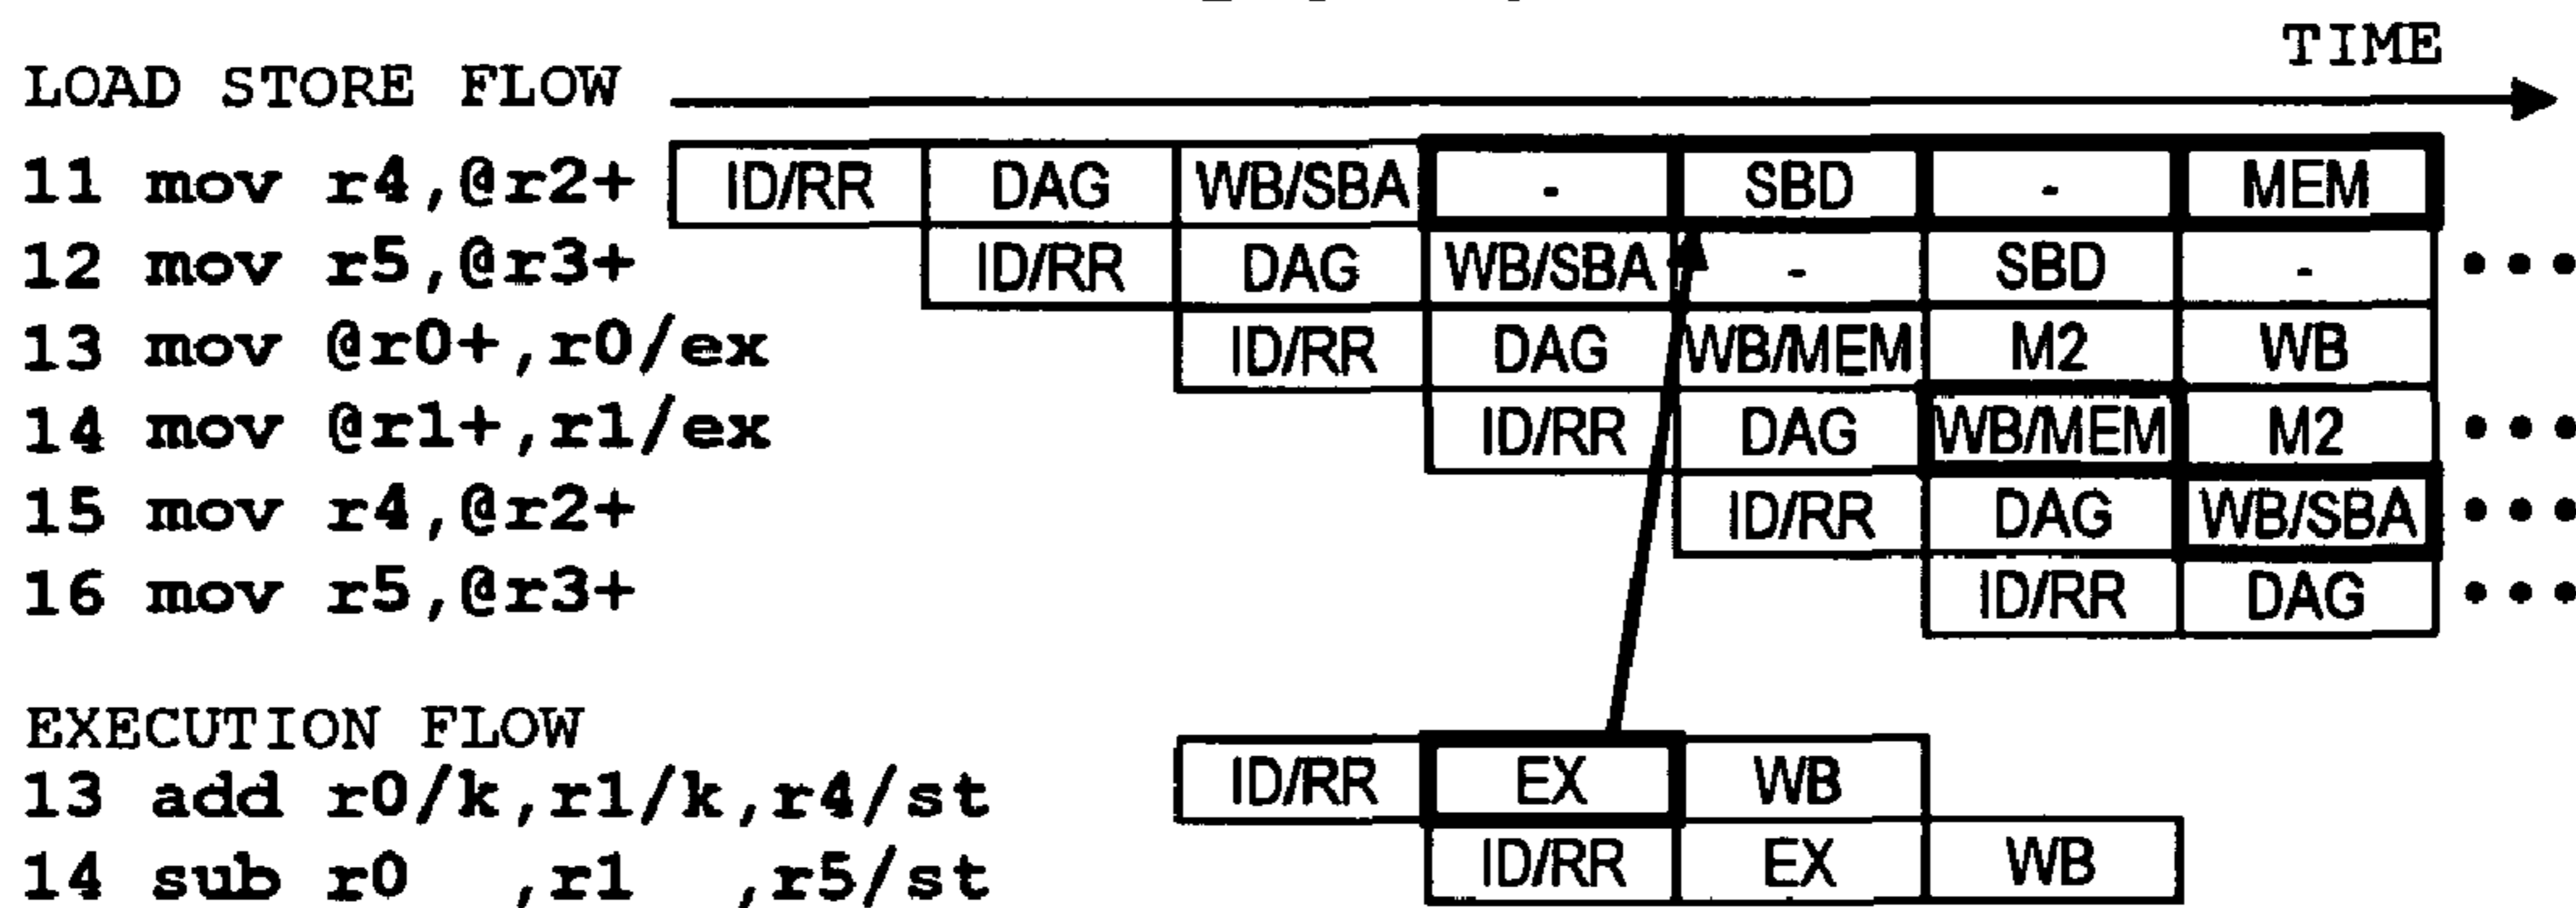 TIME
LOAD STORE FLOW
11 mov r4,@r2+ ID/RR DAG WB/SBA - SBD - MEM
12 mov r5,@r3+ ID/RR DAG WB/SBA - SBD - •••
13 mov @r0+,r0/ex ID/RR DAG WB/MEM M2 WB
14 mov @r1+,r1/ex ID/RR DAG WB/MEM M2 •••
15 mov r4,@r2+ ID/RR DAG WB/SBA •••
16 mov r5,@r3+ ID/RR DAG •••
EXECUTION FLOW
13 add r0/k,r1/k,r4/st ID/RR EX WB
14 sub r0 ,r1 ,r5/st ID/RR EX WB